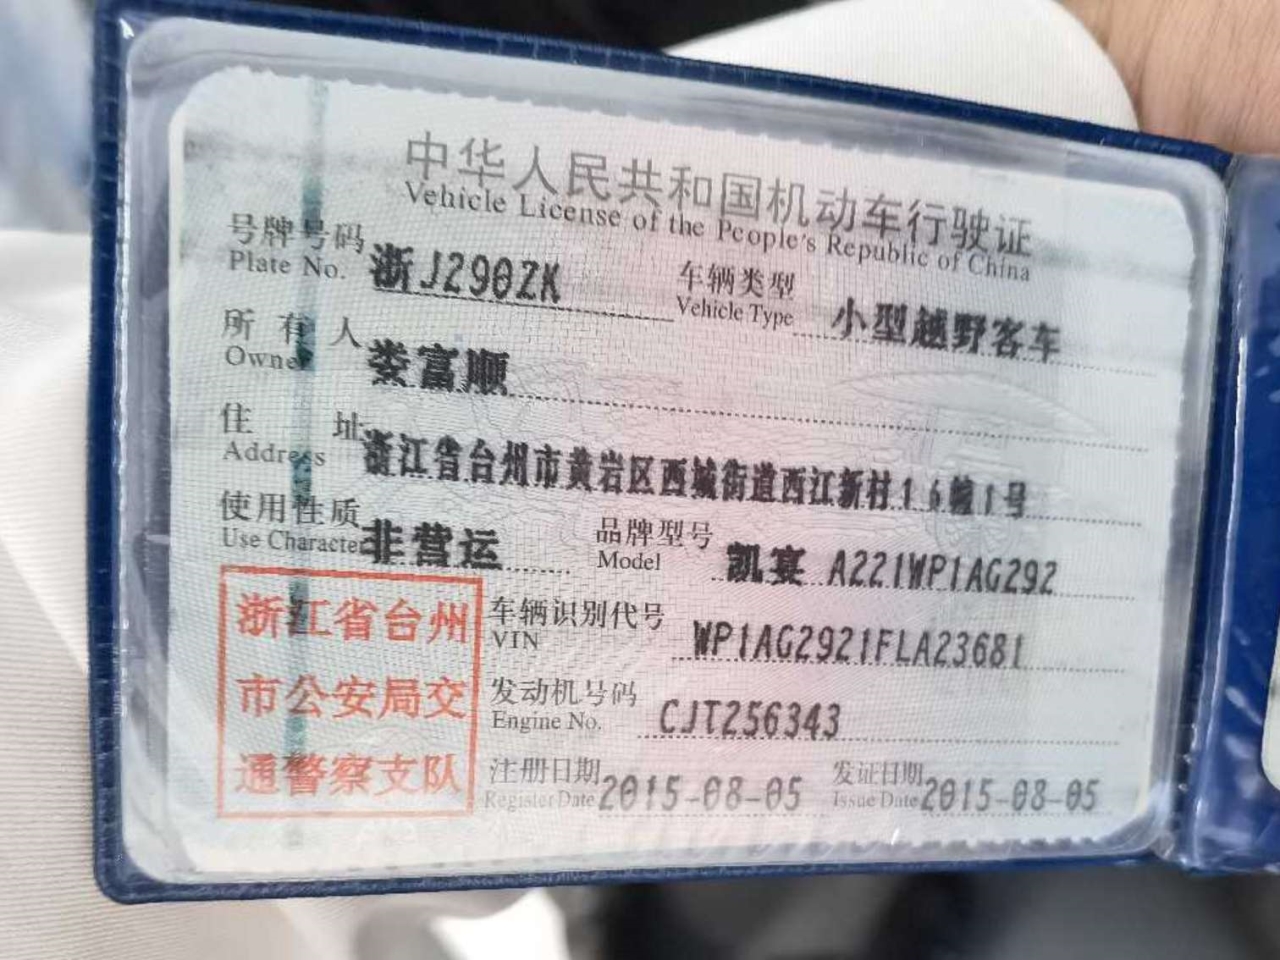 中华人民共和国机动车行驶证
Vehicle License of the People's Republic of China
号牌号码 浙J290ZK 车辆类型 小型越野客车
Plate No. Vehicle Type
所有人 娄富顺
Owner
住址 浙江省台州市黄岩区西城街道西江新村16幢1号
Address
使用性质 非营运 品牌型号 凯宴 A221WP1AG292
Use Character Model
浙江省台州
市公安局交
通警察支队
车辆识别代号 WP1AG2921FLA23681
VIN
发动机号码 CJT256343
Engine No.
注册日期 2015-08-05 发证日期 2015-08-05
Register Date Issue Date